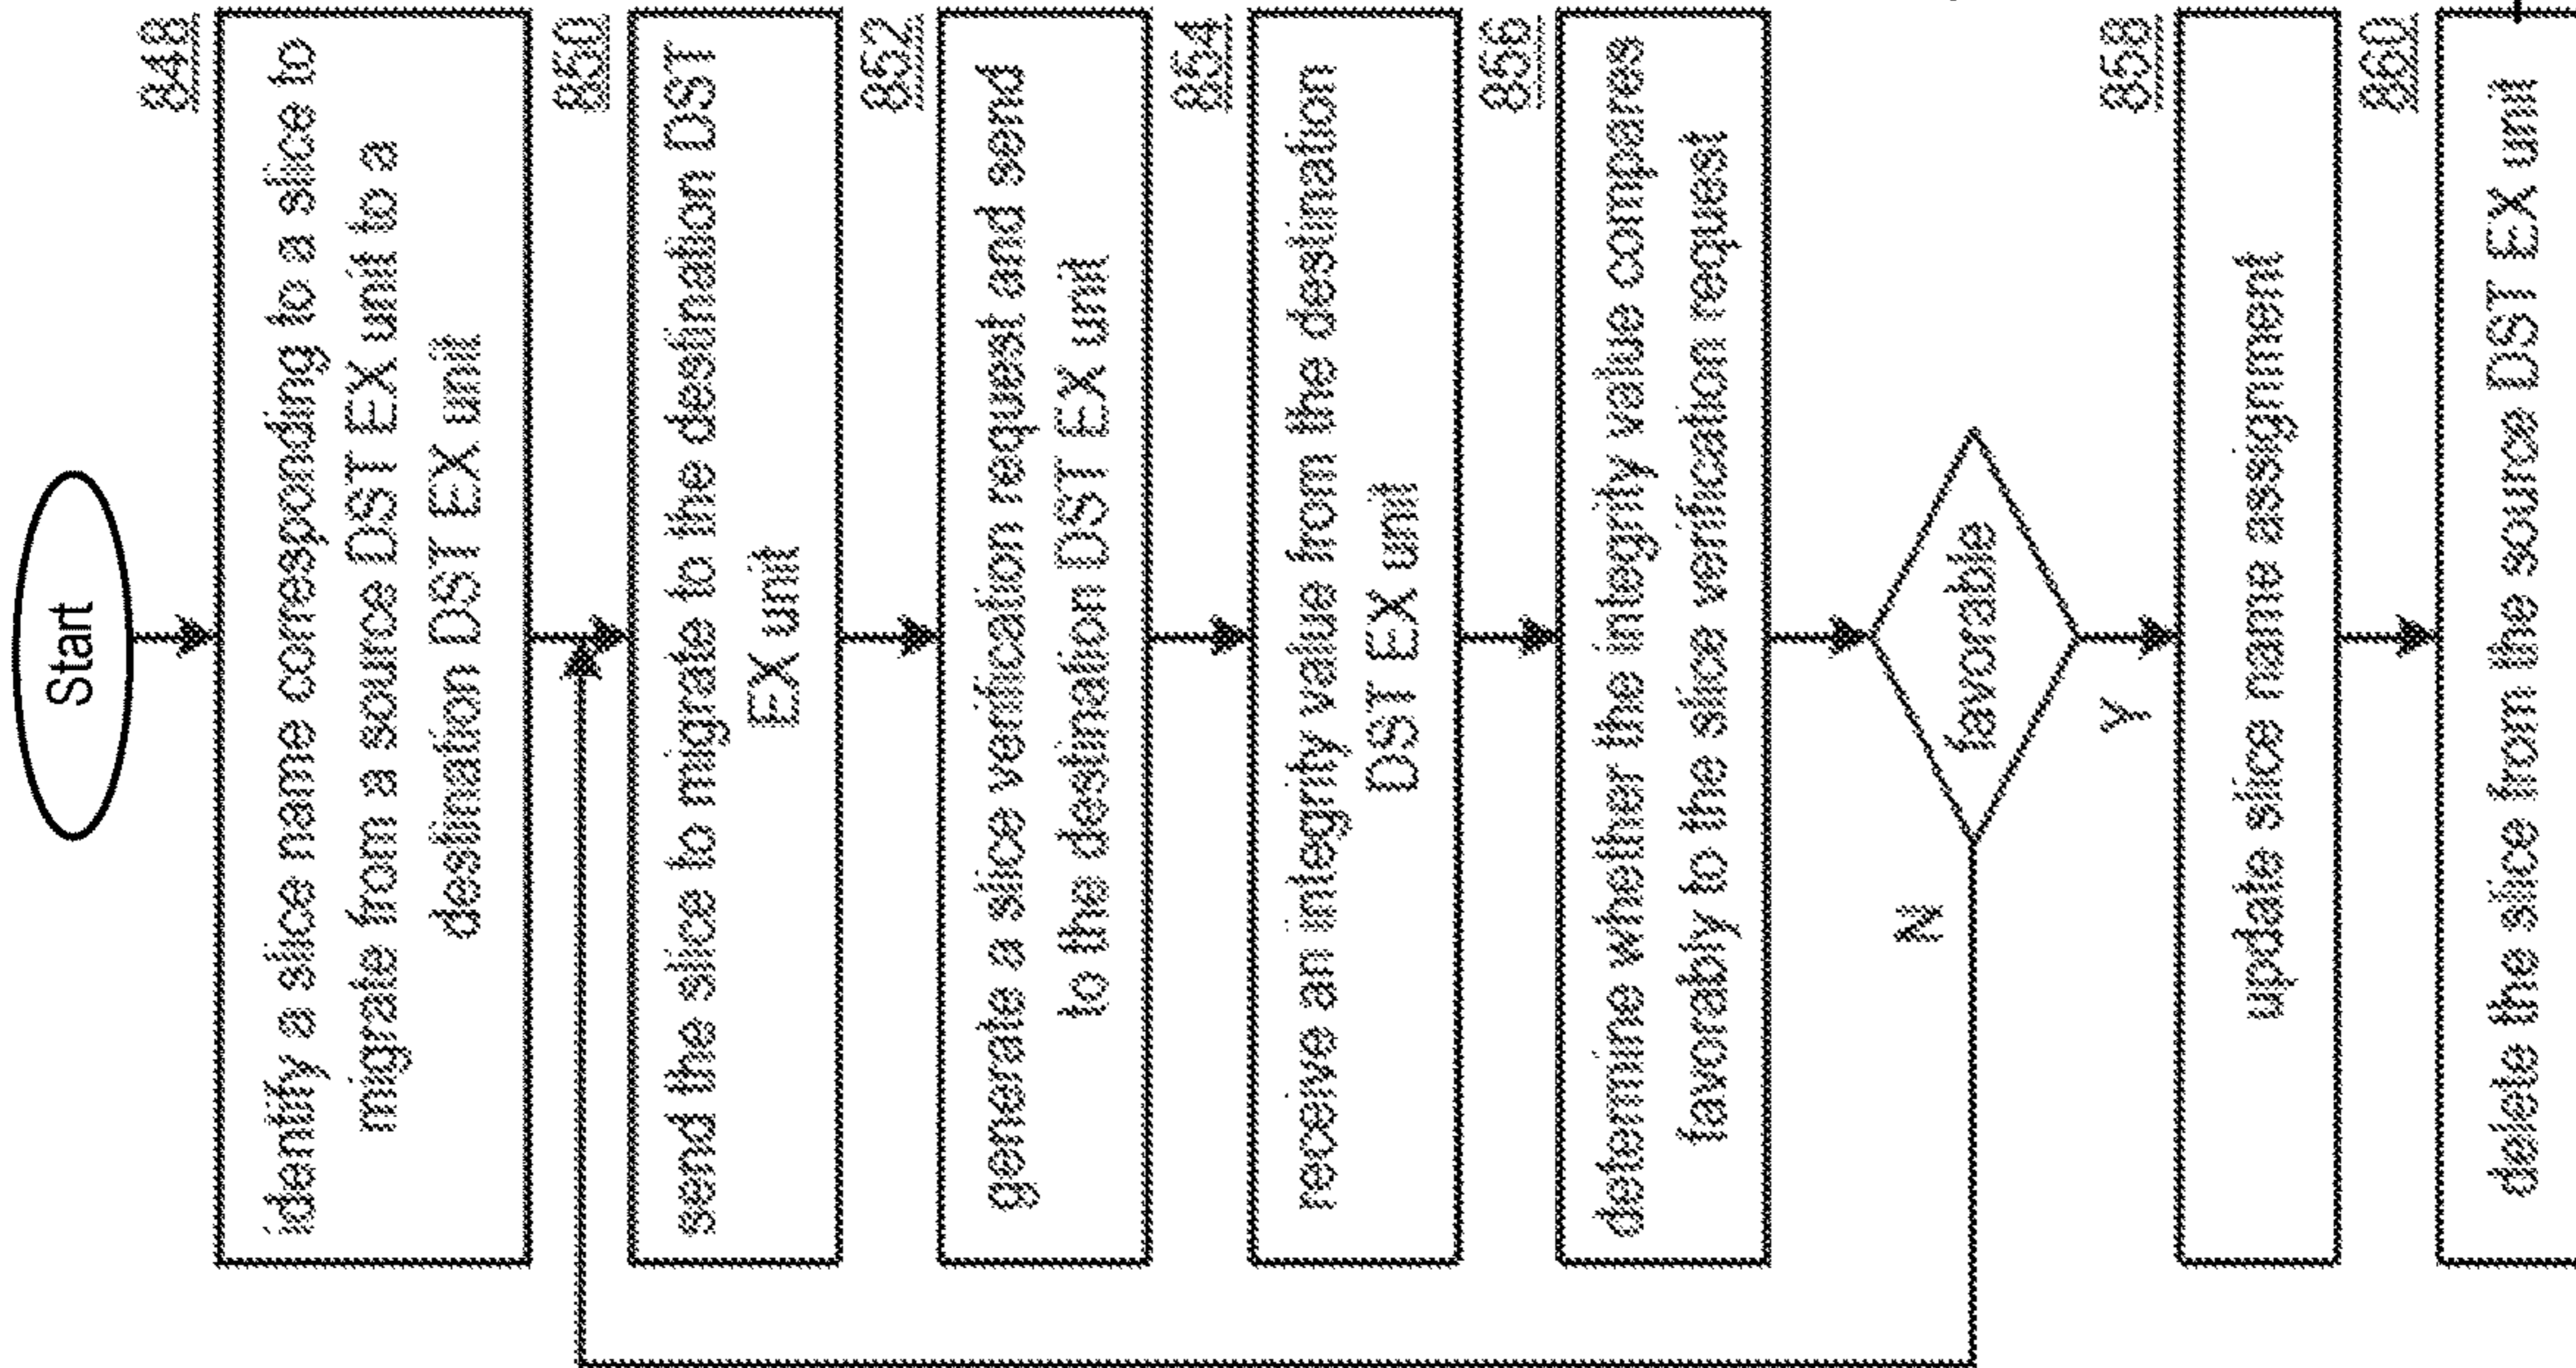 Start
848
identify a slice name corresponding to a slice to
migrate from a source DST EX unit to a
destination DST EX unit
850
send the slice to migrate to the destination DST
EX unit
852
generate a slice verification request and send
to the destination DST EX unit
854
receive an integrity value from the destination
DST EX unit
856
determine whether the integrity value compares
favorably to the slice verification request
favorable
N
Y
858
update slice name assignment
860
delete the slice from the source DST EX unit